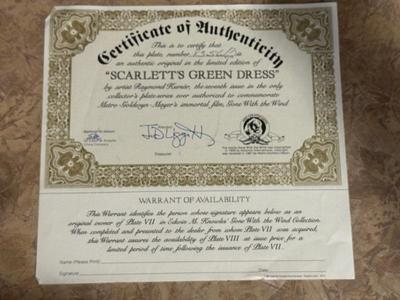 Certificate of Authenticity
This is to certify that
this plate, number is
an authentic original in the limited edition of
"SCARLETT'S GREEN DRESS"
by artist Raymond Kursár, the seventh issue in the only
collector's plate series ever authorized to commemorate
Metro-Goldwyn-Mayer's immortal film, Gone With the Wind
Treasurer
WARRANT OF AVAILABILITY
This Warrant identifies the person whose signature appears below as an
original owner of Plate VII in Edwin M. Knowles' Gone With the Wind Collection.
When completed and presented to the dealer from whom Plate VII was acquired,
this Warrant assures the availability of Plate VIII at issue price for a
limited period of time following the issuance of Plate VII.
Name (Please Print)
Signature Date